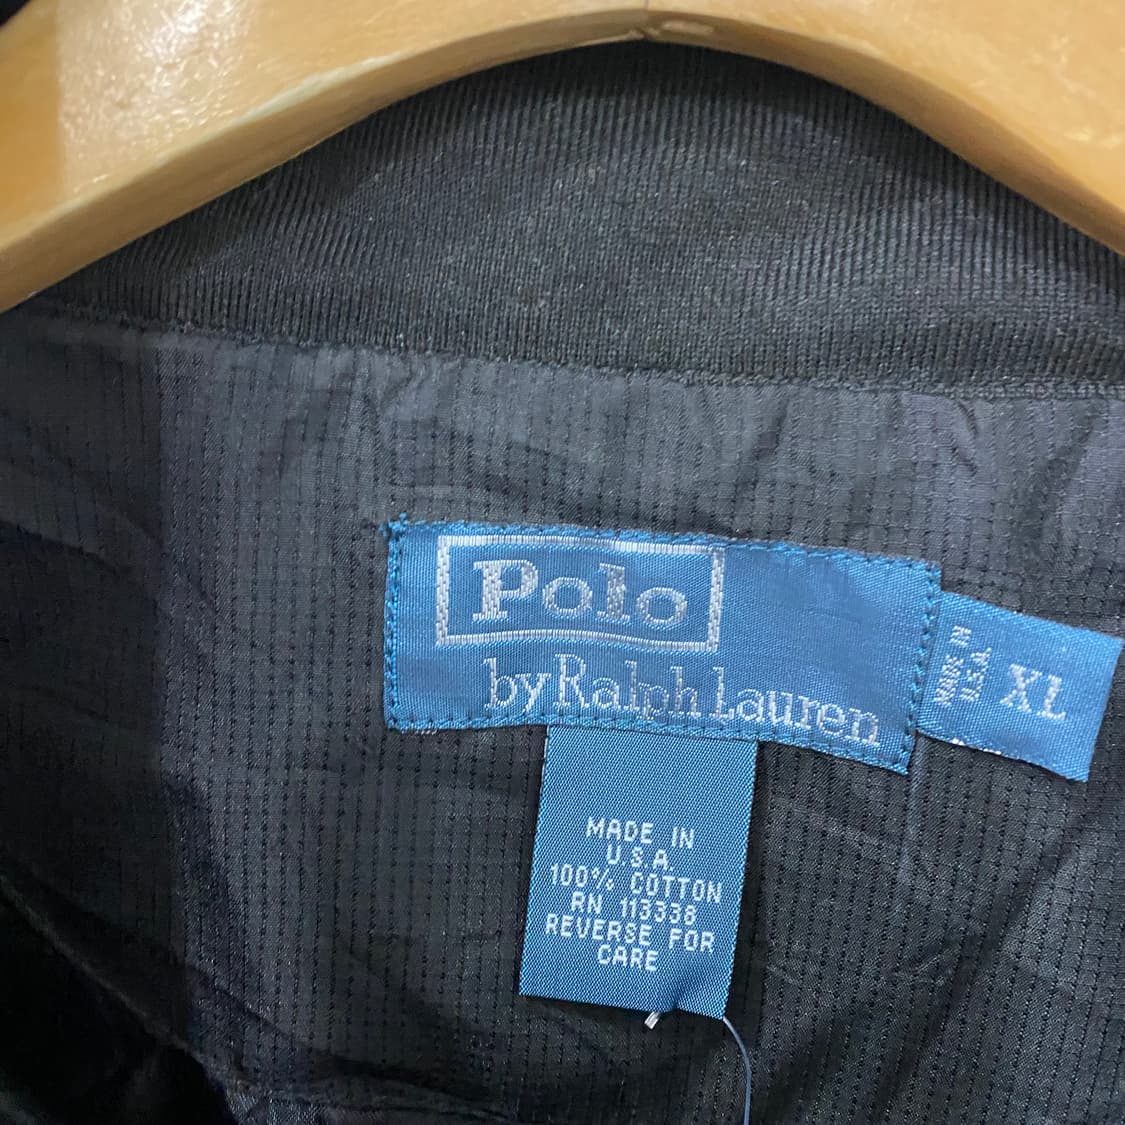 Polo
by Ralph Lauren
MADE IN
U.S.A.
XL
MADE IN
U.S.A.
100% COTTON
RN 113338
REVERSE FOR
CARE